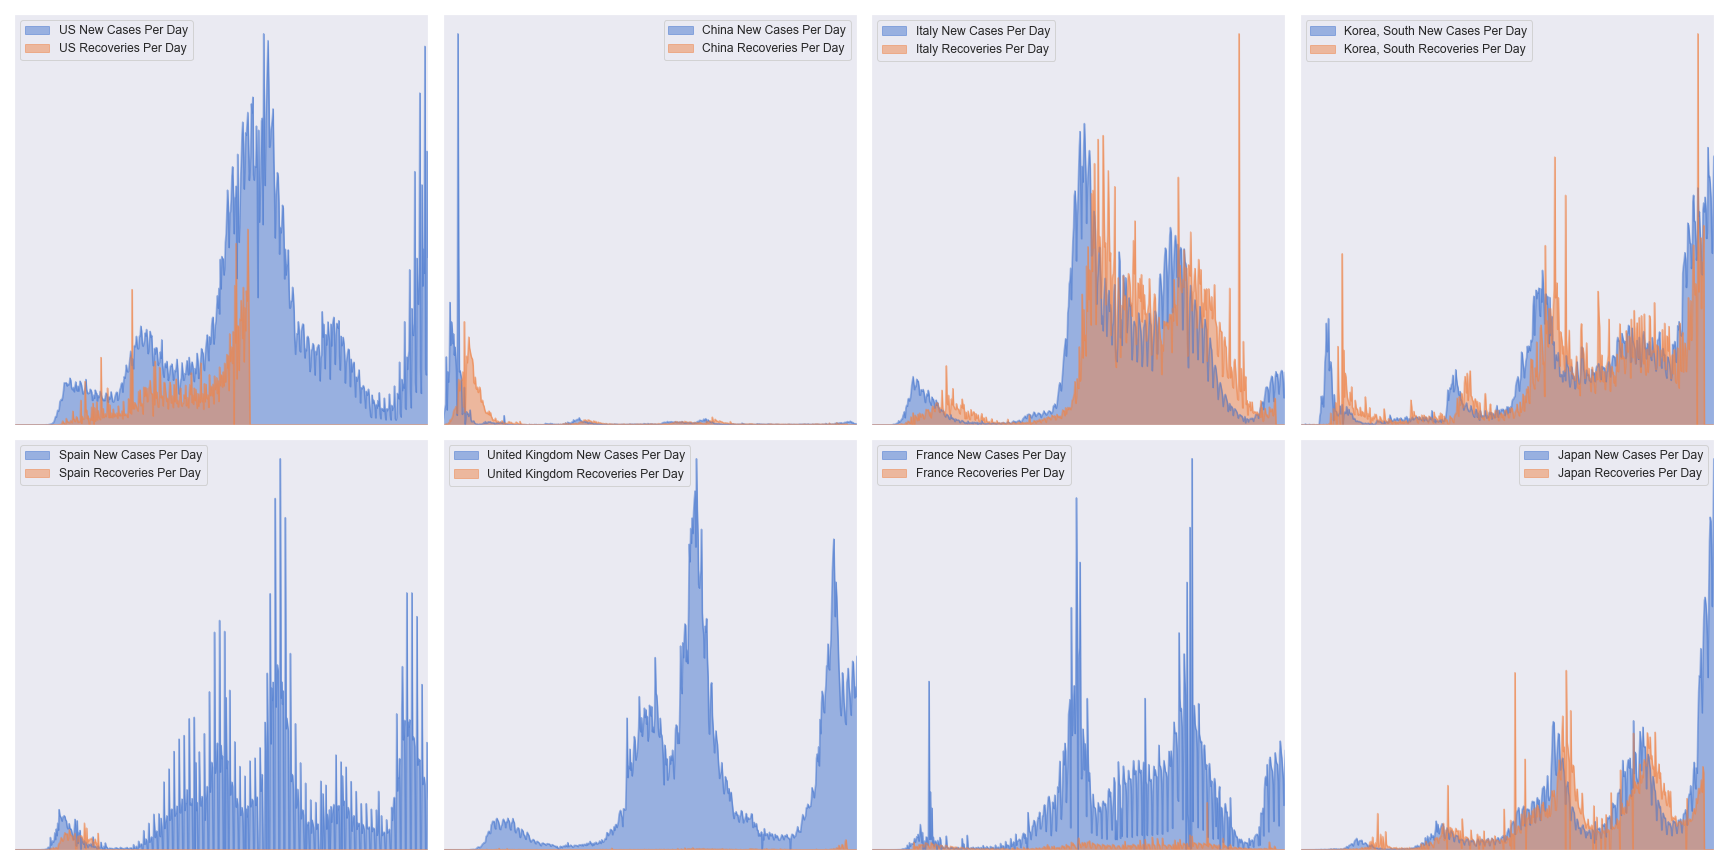 US New Cases Per Day
US Recoveries Per Day
China New Cases Per Day
China Recoveries Per Day
Italy New Cases Per Day
Italy Recoveries Per Day
Korea, South New Cases Per Day
Korea, South Recoveries Per Day
Spain New Cases Per Day
Spain Recoveries Per Day
United Kingdom New Cases Per Day
United Kingdom Recoveries Per Day
France New Cases Per Day
France Recoveries Per Day
Japan New Cases Per Day
Japan Recoveries Per Day